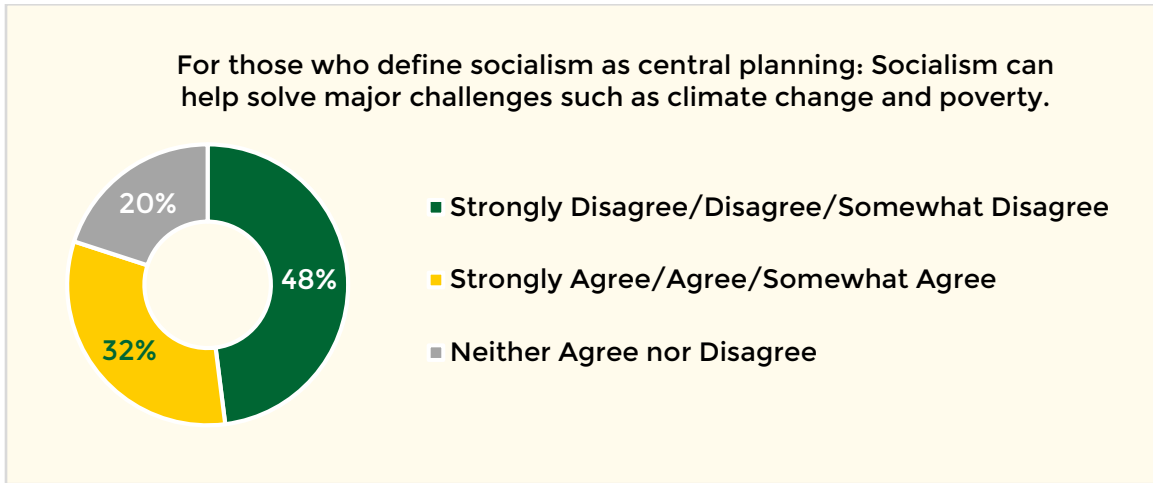 For those who define socialism as central planning: Socialism can
help solve major challenges such as climate change and poverty.
20%
48%
32%
Strongly Disagree/Disagree/Somewhat Disagree
Strongly Agree/Agree/Somewhat Agree
Neither Agree nor Disagree